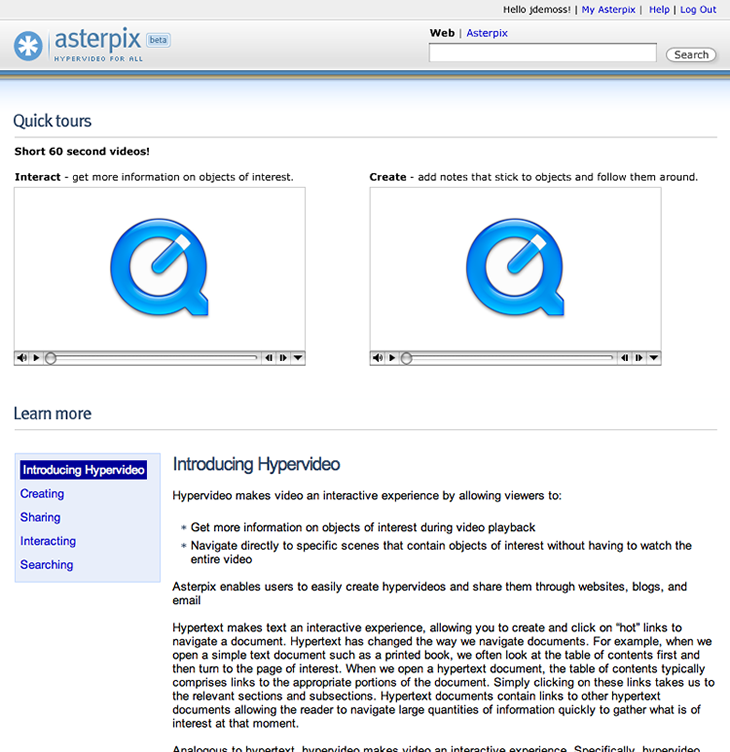 Hello jdemoss! | My Asterpix | Help | Log Out
asterpix beta
HYPERVIDEO FOR ALL
Web | Asterpix
Search
Quick tours
Short 60 second videos!
Interact - get more information on objects of interest.
Create - add notes that stick to objects and follow them around.
Learn more
Introducing Hypervideo
Creating
Sharing
Interacting
Searching
Introducing Hypervideo
Hypervideo makes video an interactive experience by allowing viewers to:
* Get more information on objects of interest during video playback
* Navigate directly to specific scenes that contain objects of interest without having to watch the
entire video
Asterpix enables users to easily create hypervideos and share them through websites, blogs, and
email
Hypertext makes text an interactive experience, allowing you to create and click on “hot” links to
navigate a document. Hypertext has changed the way we navigate documents. For example, when we
open a simple text document such as a printed book, we often look at the table of contents first and
then turn to the page of interest. When we open a hypertext document, the table of contents typically
comprises links to the appropriate portions of the document. Simply clicking on these links takes us to
the relevant sections and subsections. Hypertext documents contain links to other hypertext
documents allowing the reader to navigate large quantities of information quickly to gather what is of
interest at that moment.
Analogous to hypertext, hypervideo makes video an interactive experience. Specifically, hypervideo